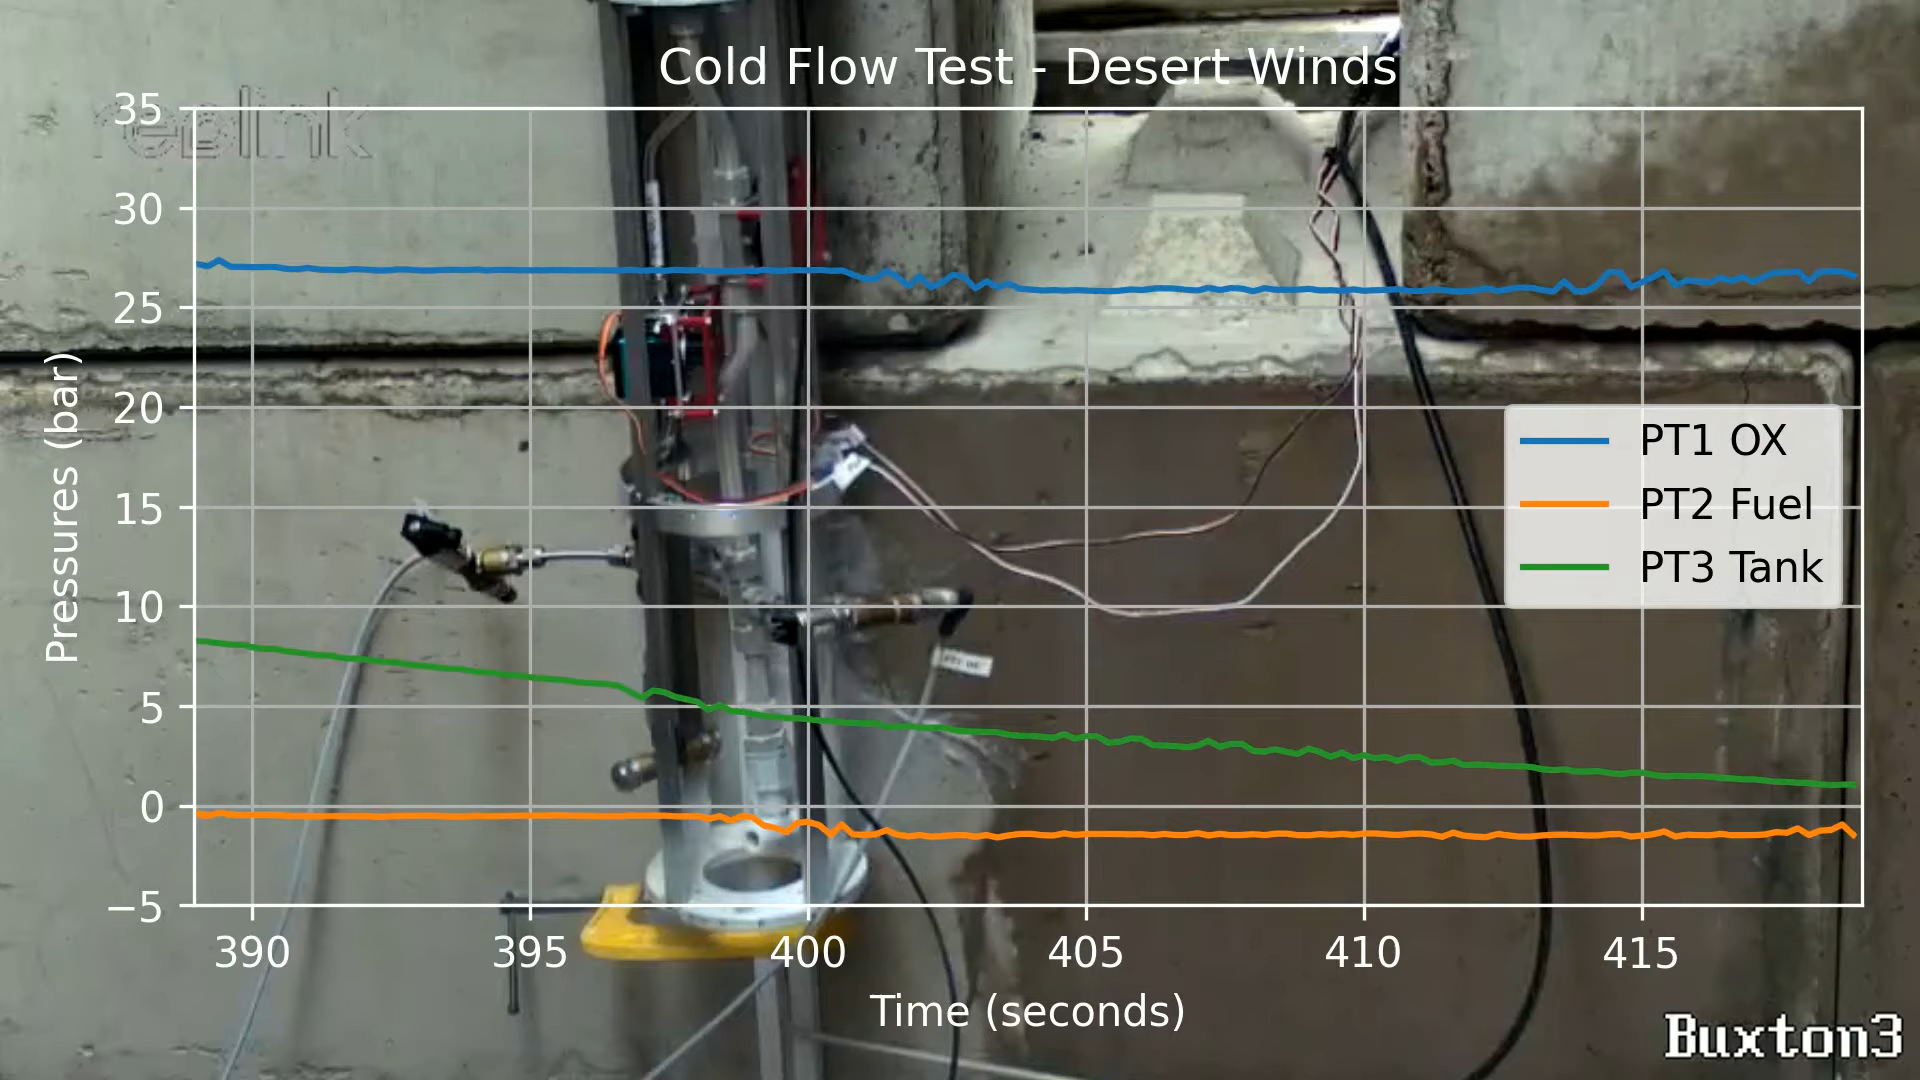 Cold Flow Test - Desert Winds
reolink
35
30
25
20
15
10
5
0
−5
Pressures (bar)
PT1 OX
PT2 Fuel
PT3 Tank
390 395 400 405 410 415
Time (seconds)
Buxton3